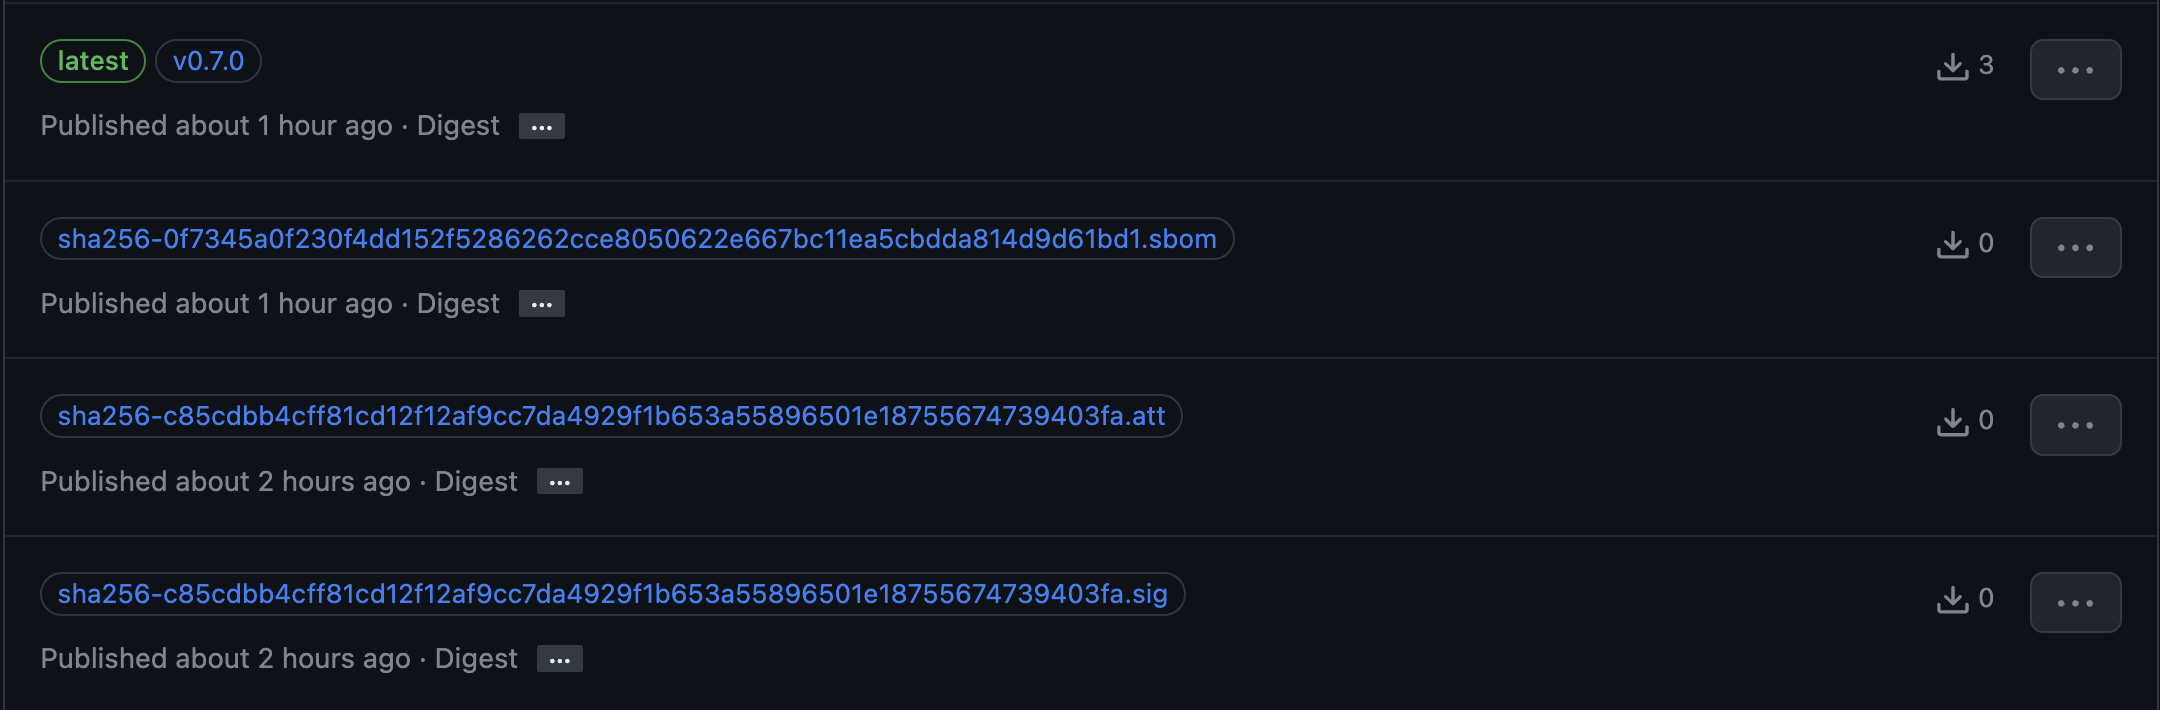 latest v0.7.0
3
Published about 1 hour ago · Digest ...
sha256-0f7345a0f230f4dd152f5286262cce8050622e667bc11ea5cbdda814d9d61bd1.sbom
0
Published about 1 hour ago · Digest ...
sha256-c85cdbb4cff81cd12f12af9cc7da4929f1b653a55896501e18755674739403fa.att
0
Published about 2 hours ago · Digest ...
sha256-c85cdbb4cff81cd12f12af9cc7da4929f1b653a55896501e18755674739403fa.sig
0
Published about 2 hours ago · Digest ...